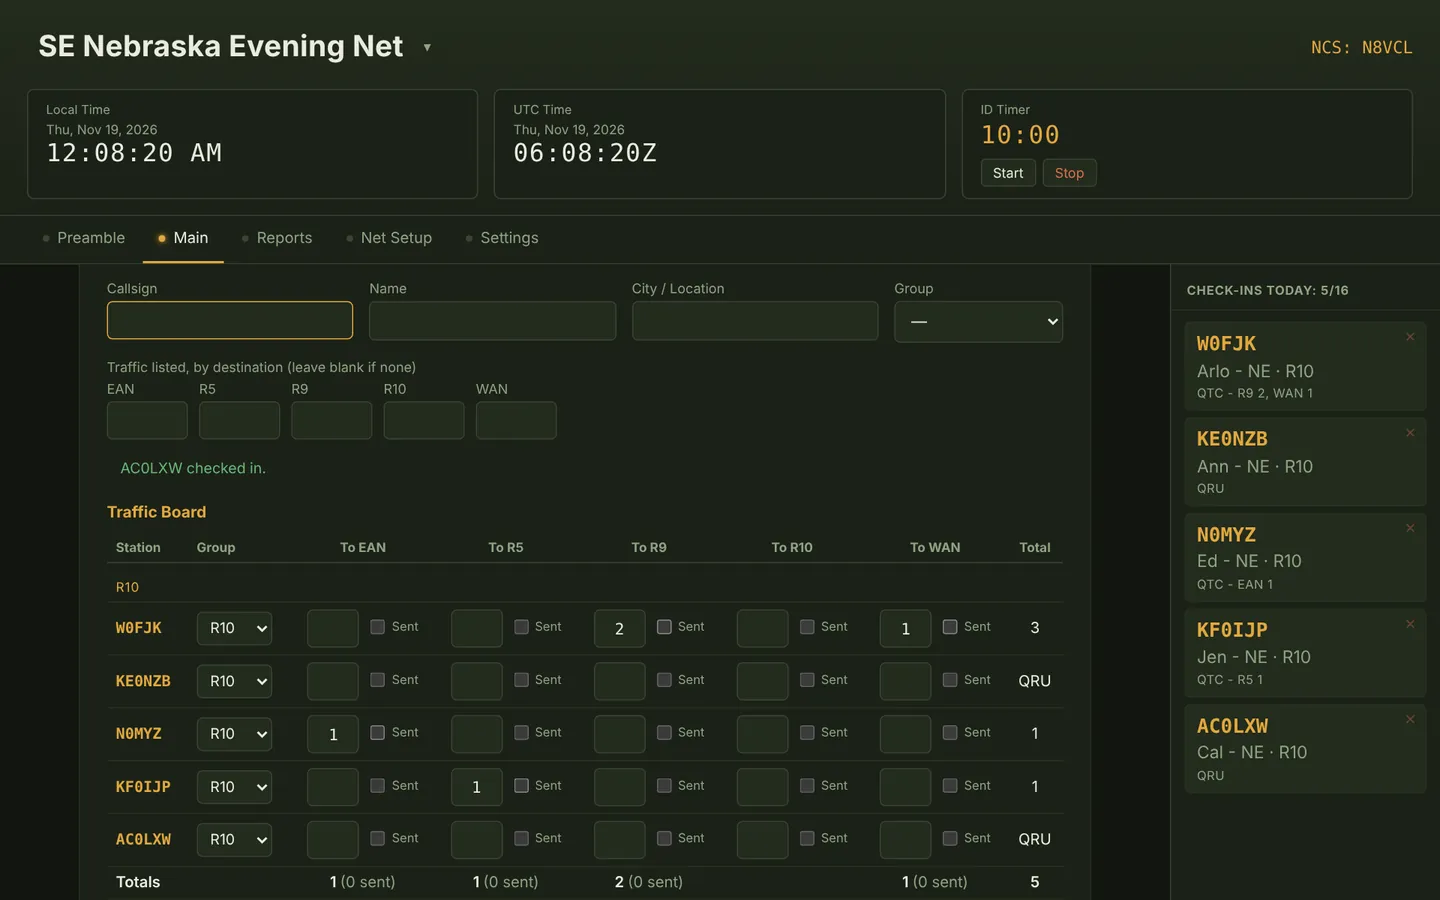 SE Nebraska Evening Net ▾
NCS: N8VCL
Local Time
Thu, Nov 19, 2026
12:08:20 AM
UTC Time
Thu, Nov 19, 2026
06:08:20Z
ID Timer
10:00
Start Stop
Preamble Main Reports Net Setup Settings
Callsign Name City / Location Group
—
Traffic listed, by destination (leave blank if none)
EAN R5 R9 R10 WAN
AC0LXW checked in.
Traffic Board
Station Group To EAN To R5 To R9 To R10 To WAN Total
R10
W0FJK R10 Sent Sent 2 Sent Sent 1 Sent 3
KE0NZB R10 Sent Sent Sent Sent Sent QRU
N0MYZ R10 1 Sent Sent Sent Sent Sent 1
KF0IJP R10 Sent 1 Sent Sent Sent Sent 1
AC0LXW R10 Sent Sent Sent Sent Sent QRU
Totals 1 (0 sent) 1 (0 sent) 2 (0 sent) 1 (0 sent) 5
CHECK-INS TODAY: 5/16
W0FJK ×
Arlo - NE · R10
QTC - R9 2, WAN 1
KE0NZB ×
Ann - NE · R10
QRU
N0MYZ ×
Ed - NE · R10
QTC - EAN 1
KF0IJP ×
Jen - NE · R10
QTC - R5 1
AC0LXW ×
Cal - NE · R10
QRU